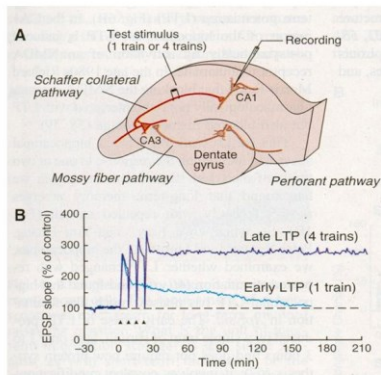 A
Test stimulus
(1 train or 4 trains)
Recording
Schaffer collateral
pathway
CA1
CA3
Dentate
gyrus
Mossy fiber pathway
Perforant pathway
B
EPSP slope (% of control)
400
300
200
100
0
Late LTP (4 trains)
Early LTP (1 train)
-30 0 30 60 90 120 150 180 210
Time (min)